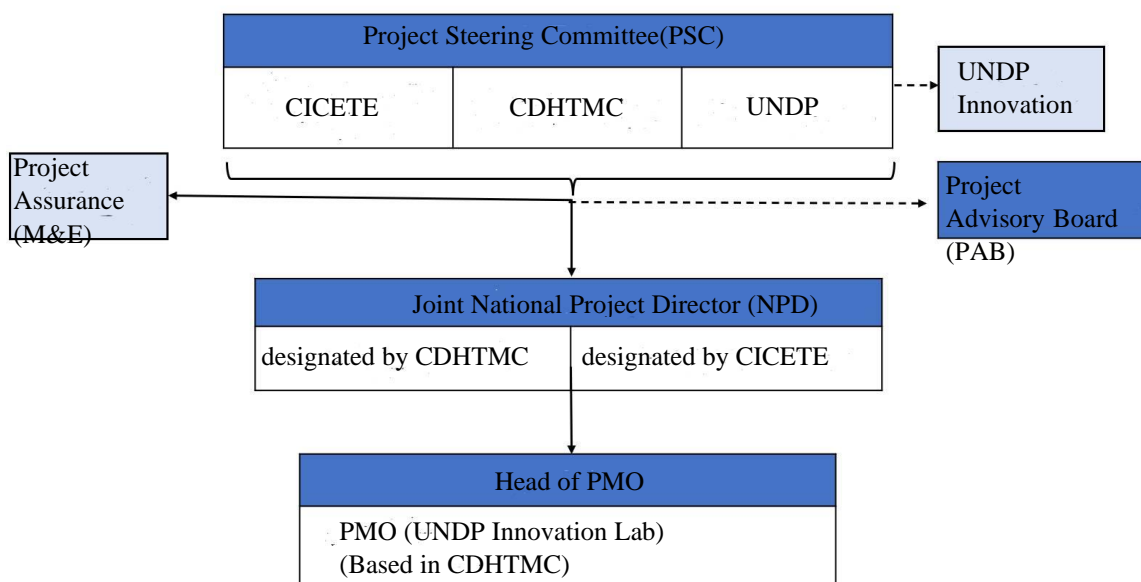 Project Steering Committee(PSC)
CICETE
CDHTMC
UNDP
UNDP
Innovation
Project
Assurance
(M&E)
Project
Advisory Board
(PAB)
Joint National Project Director (NPD)
designated by CDHTMC
designated by CICETE
Head of PMO
PMO (UNDP Innovation Lab)
(Based in CDHTMC)